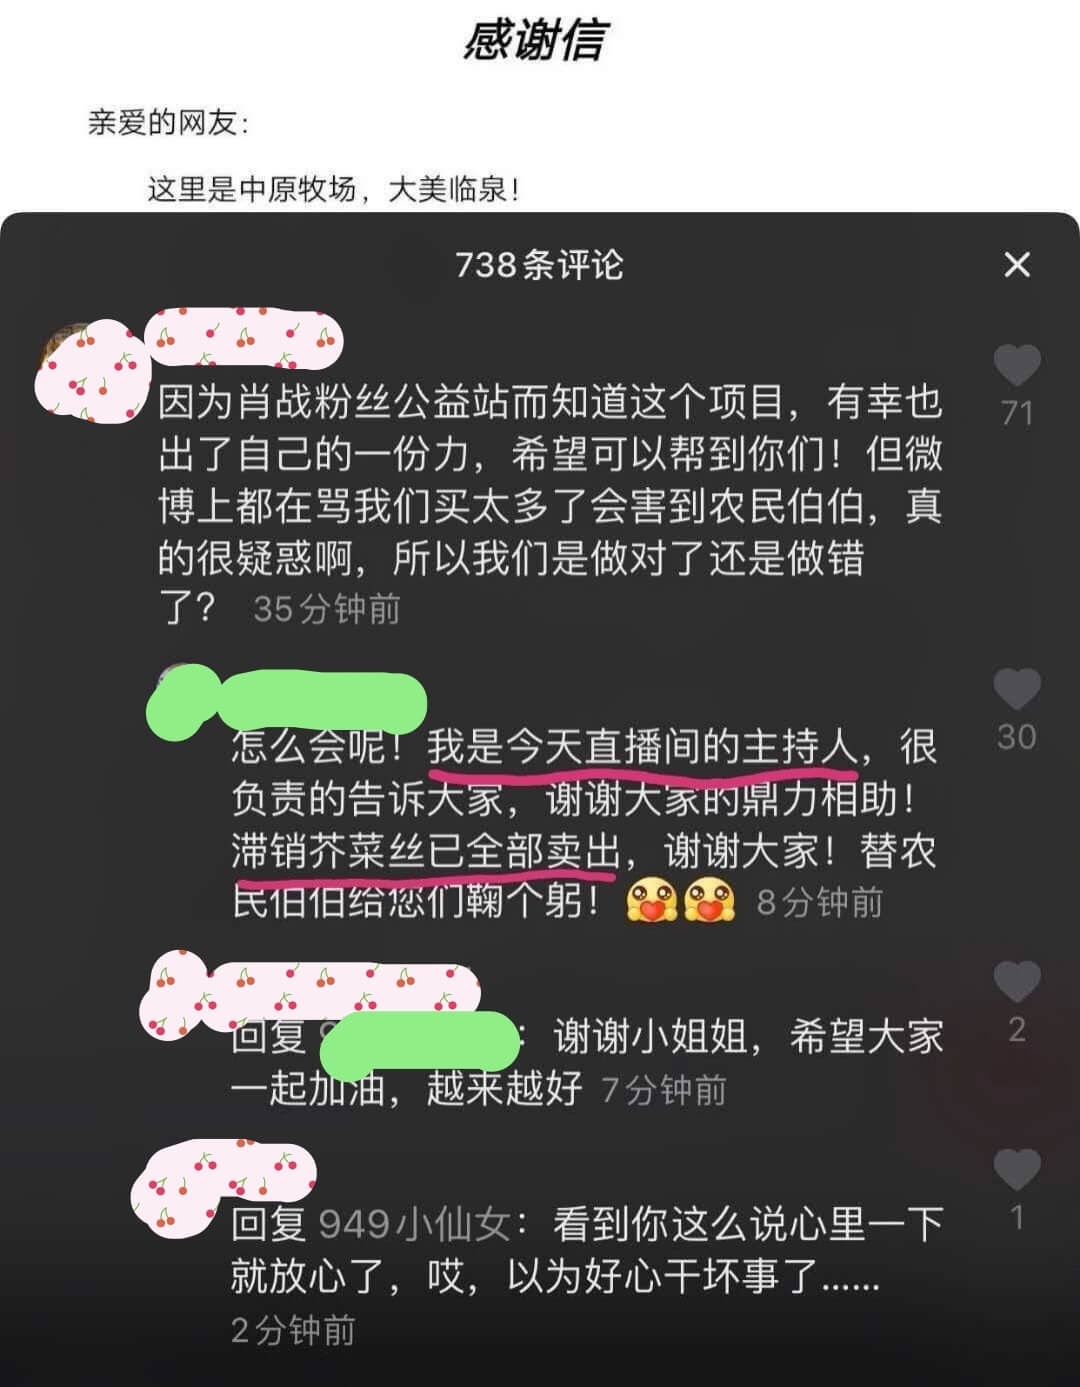 感谢信
亲爱的网友：
这里是中原牧场，大美临泉！
738条评论
因为肖战粉丝公益站而知道这个项目，有幸也
出了自己的一份力，希望可以帮到你们！但微
博上都在骂我们买太多了会害到农民伯伯，真
的很疑惑啊，所以我们是做对了还是做错
了？ 35分钟前
71
怎么会呢！我是今天直播间的主持人，很
负责的告诉大家，谢谢大家的鼎力相助！
滞销芥菜丝已全部卖出，谢谢大家！替农
民伯伯给您们鞠个躬！ 8分钟前
30
回复 ：谢谢小姐姐，希望大家
一起加油，越来越好 7分钟前
2
回复 949小仙女：看到你这么说心里一下
就放心了，哎，以为好心干坏事了……
2分钟前
1